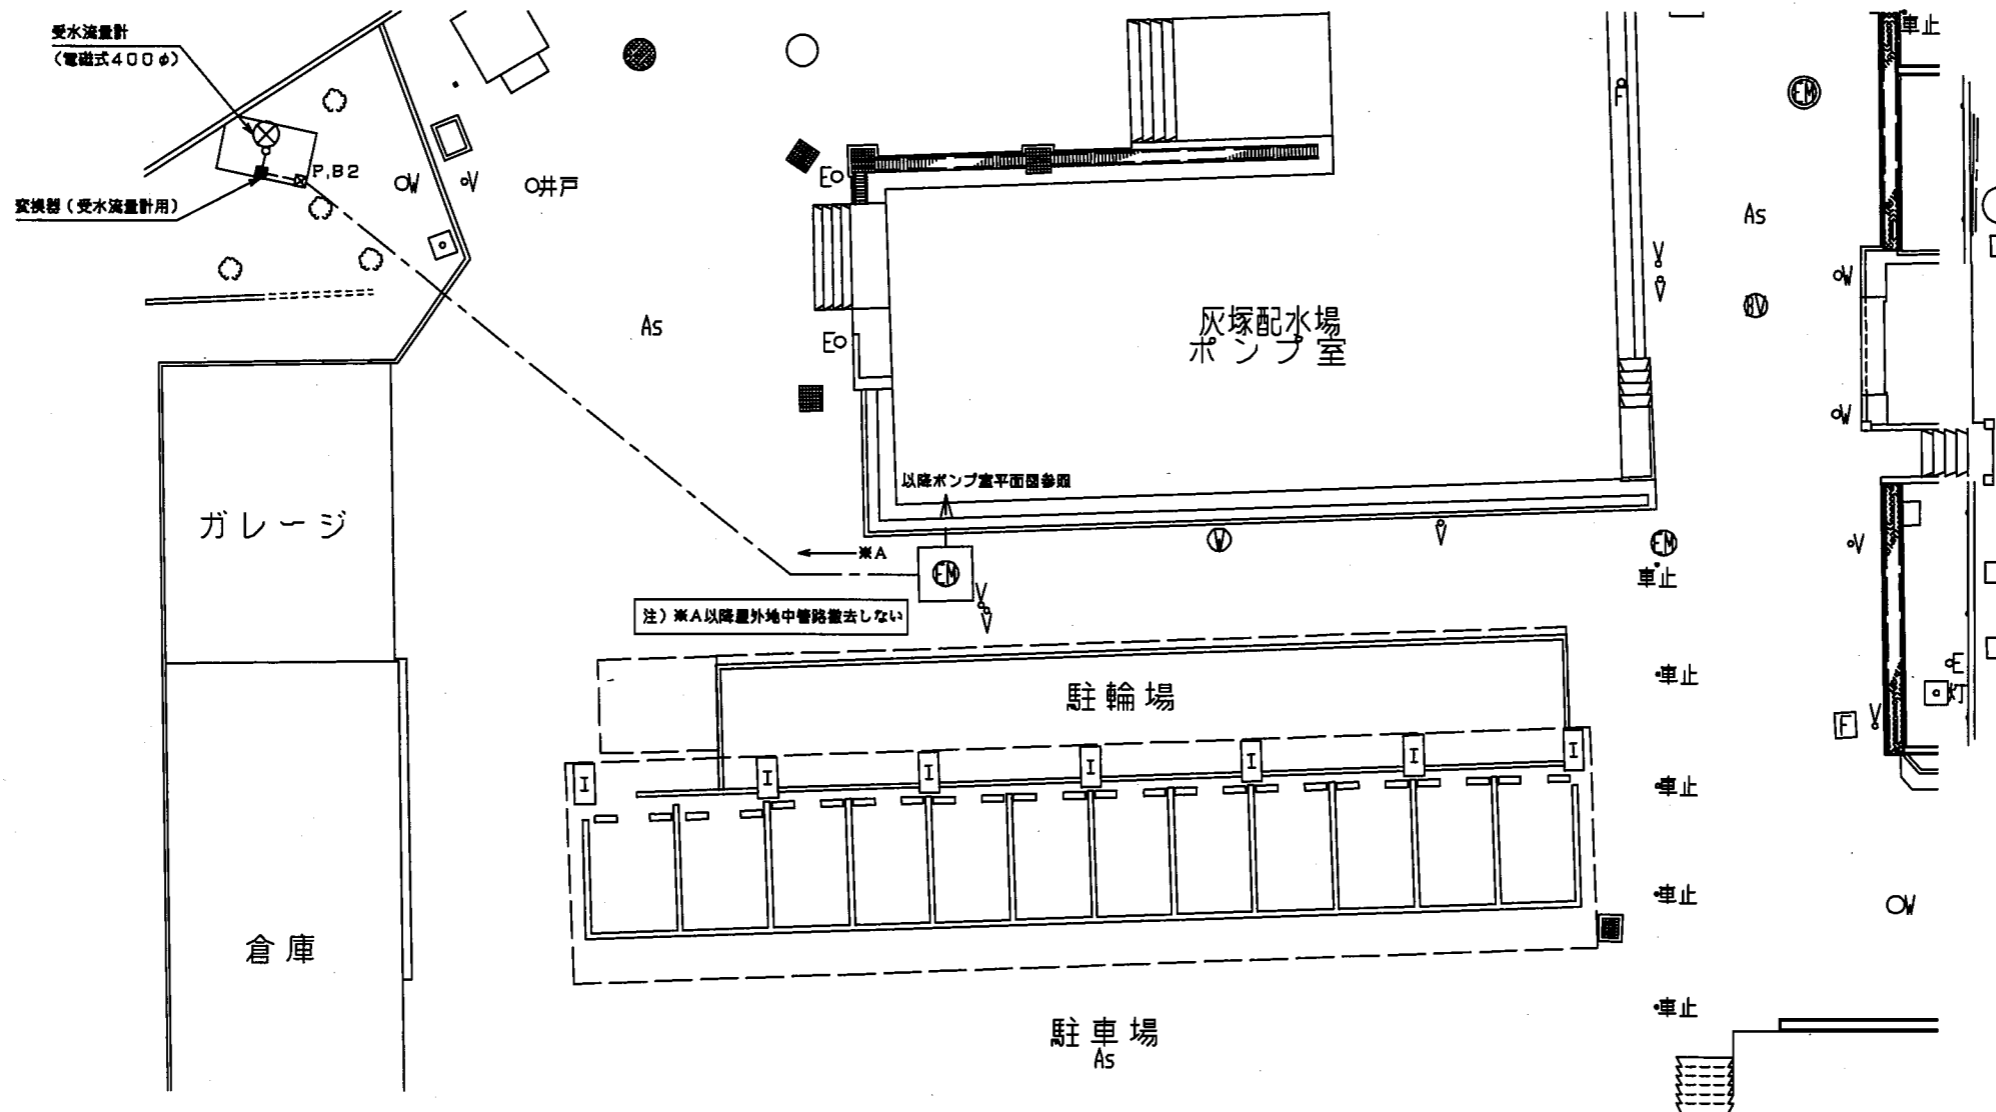 受水流量計
(電磁式400φ)
P,B2
変換器(受水流量計用)
W
V
井戸
E
E
As
F
灰塚配水場
ポンプ室
以降ポンプ室平面図参照
V
EM
車止
As
W
BV
W
V
ガレージ
※A
EM
V
W
EM
車止
注)※A以降屋外地中管路撤去しない
駐輪場
車止
E
灯
F
V
I
I
I
I
I
I
I
車止
車止
W
倉庫
駐車場
As
車止